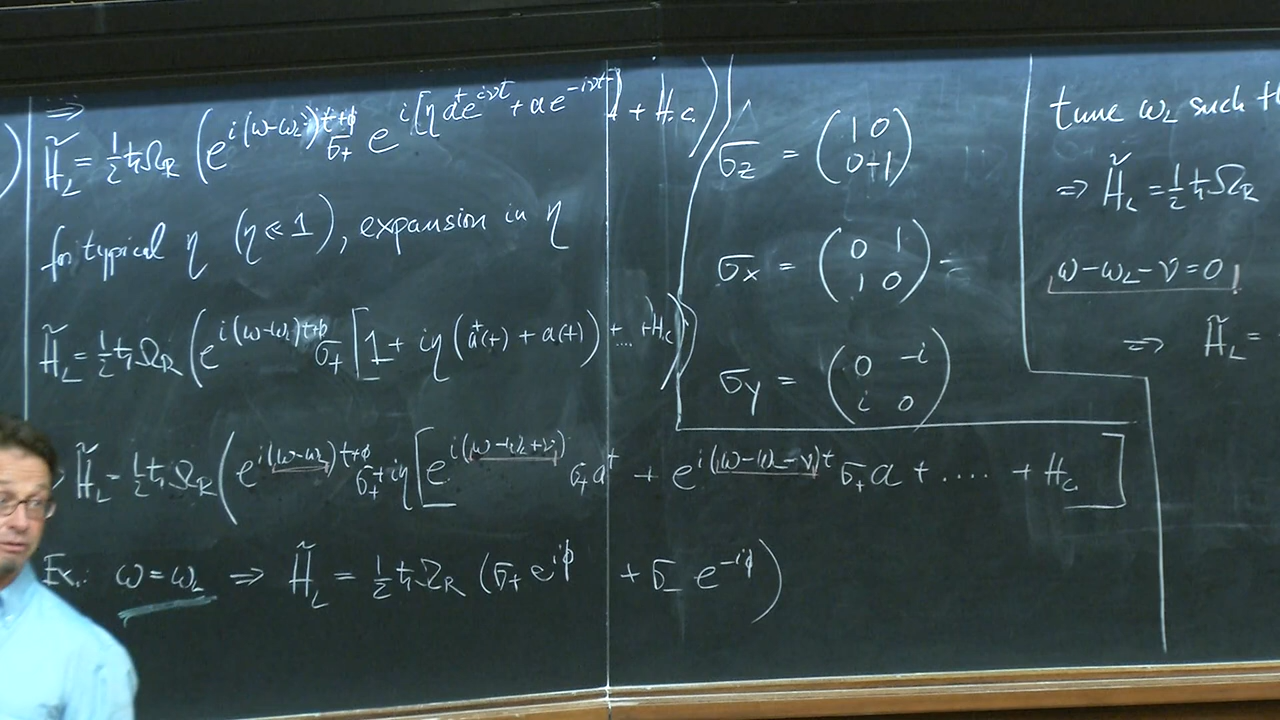 ⇒
H̃_L = ½ħΩ_R (e^{i(ω-ω_L)t+φ} σ_+ e^{i[η a†e^{iνt} + a e^{-iνt}]} + H.c.)
for typical η (η ≪ 1), expansion in η
H̃_L = ½ħΩ_R (e^{i(ω-ω_L)t+φ} σ_+ [1 + iη (a†(t) + a(t)) + .... + H.c.)
H̃_L = ½ħΩ_R (e^{i(ω-ω_L)t+φ} σ_+ + iη [e^{i(ω-ω_L+ν)} σ_+ a† + e^{i(ω-ω_L-ν)t} σ_+ a + .... + H.c. ]
Ex.: ω = ω_L ⇒ H̃_L = ½ħΩ_R (σ_+ e^{iφ} + σ_- e^{-iφ})
σ_z = (1 0
0 +1)
σ_x = (0 1
1 0) =
σ_y = (0 -i
i 0)
tune ω_L such
⇒ H̃_L = ½ħΩ_R
ω-ω_L-ν=0
⇒ H̃_L =